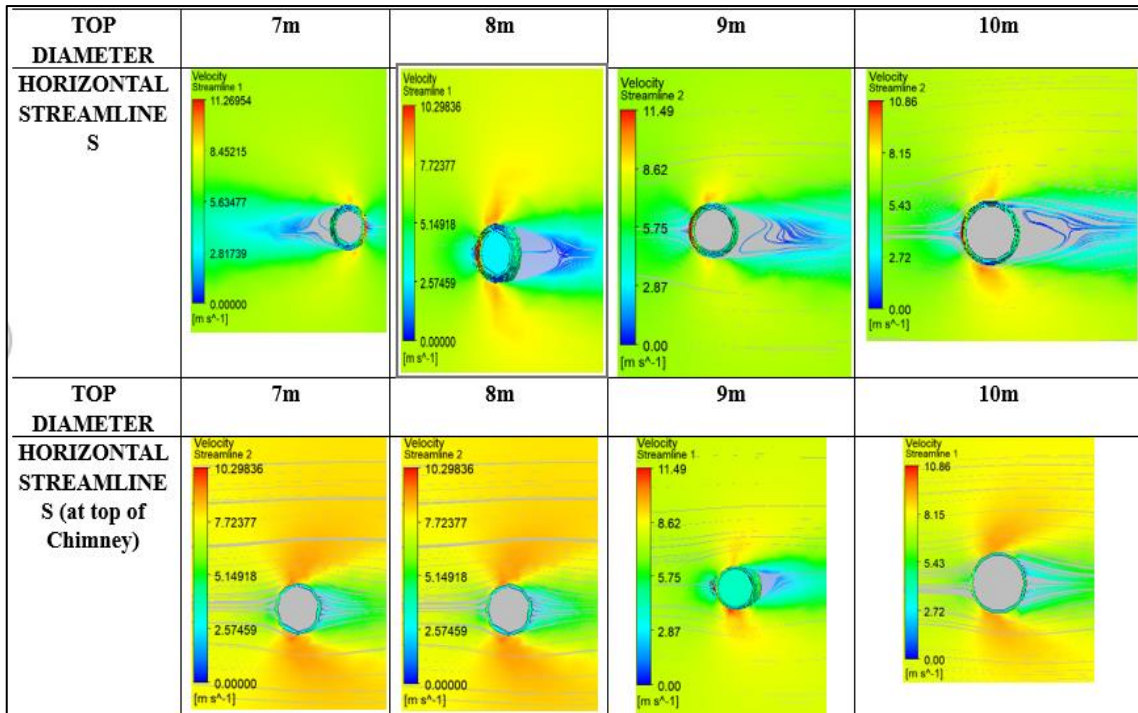 TOP DIAMETER
7m
8m
9m
10m
HORIZONTAL
STREAMLINE
S
Velocity
Streamline 1
11.26954
8.45215
5.63477
2.81739
0.00000
[m s^-1]
Velocity
Streamline 1
10.29836
7.72377
5.14918
2.57459
0.00000
[m s^-1]
Velocity
Streamline 2
11.49
8.62
5.75
2.87
0.00
[m s^-1]
Velocity
Streamline 2
10.86
8.15
5.43
2.72
0.00
[m s^-1]
TOP
DIAMETER
7m
8m
9m
10m
HORIZONTAL
STREAMLINE
S (at top of
Chimney)
Velocity
Streamline 2
10.29836
7.72377
5.14918
2.57459
0.00000
[m s^-1]
Velocity
Streamline 2
10.29836
7.72377
5.14918
2.57459
0.00000
[m s^-1]
Velocity
Streamline 1
11.49
8.62
5.75
2.87
0.00
[m s^-1]
Velocity
Streamline 1
10.86
8.15
5.43
2.72
0.00
[m s^-1]